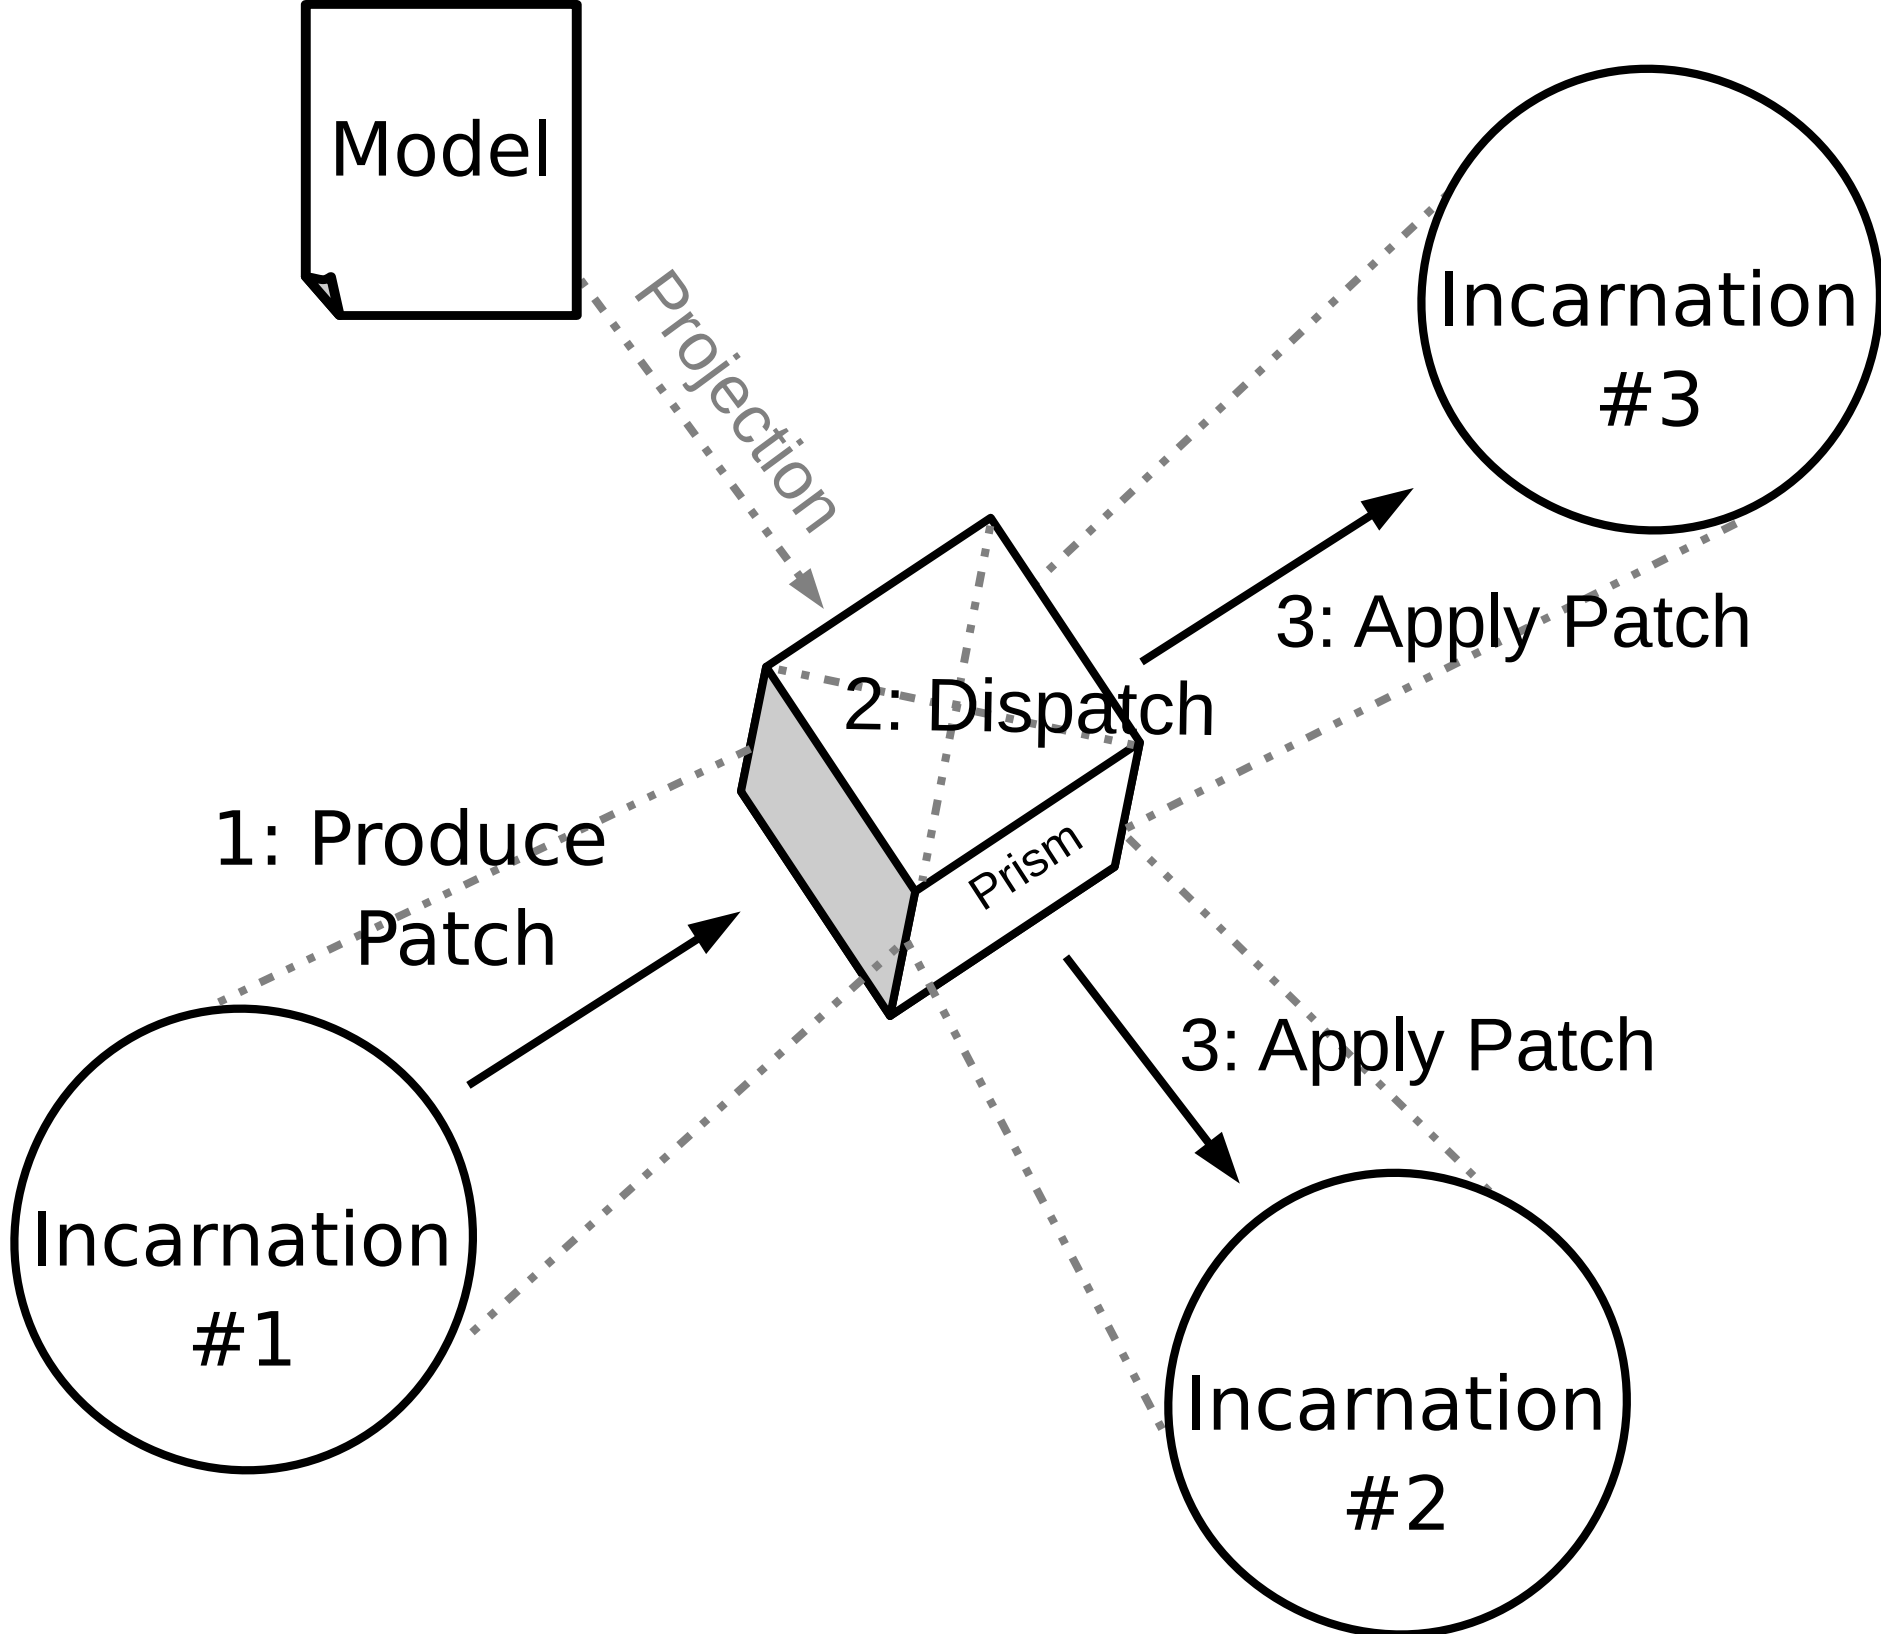 Model
Projection
Incarnation
#3
3: Apply Patch
2: Dispatch
1: Produce
Patch
Prism
3: Apply Patch
Incarnation
#1
Incarnation
#2